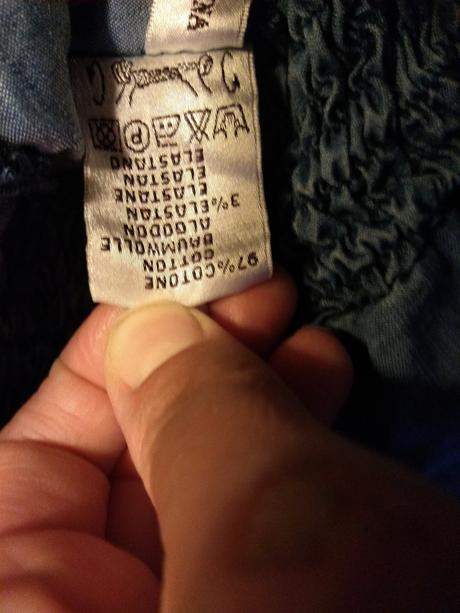 97%COTONE
COTTON
BAUMWOLLE
ALGODON
3%ELASTAN
ELASTANE
ELASTAN
ELASTANO
P